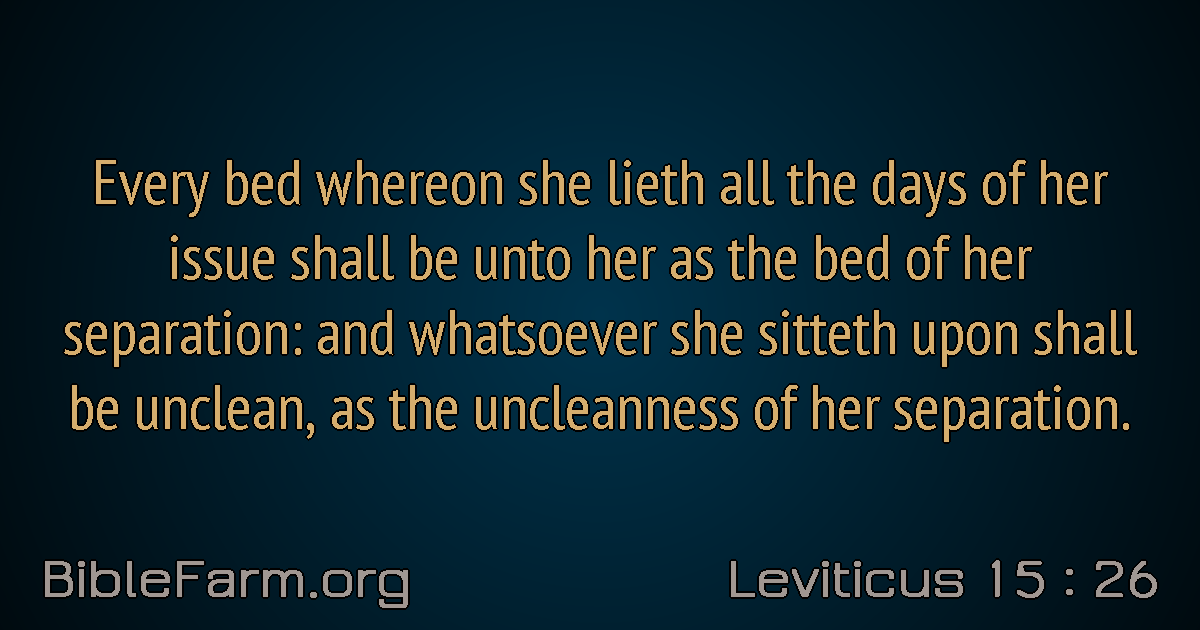 Every bed whereon she lieth all the days of her
issue shall be unto her as the bed of her
separation: and whatsoever she sitteth upon shall
be unclean, as the uncleanness of her separation.
BibleFarm.org
Leviticus 15 : 26